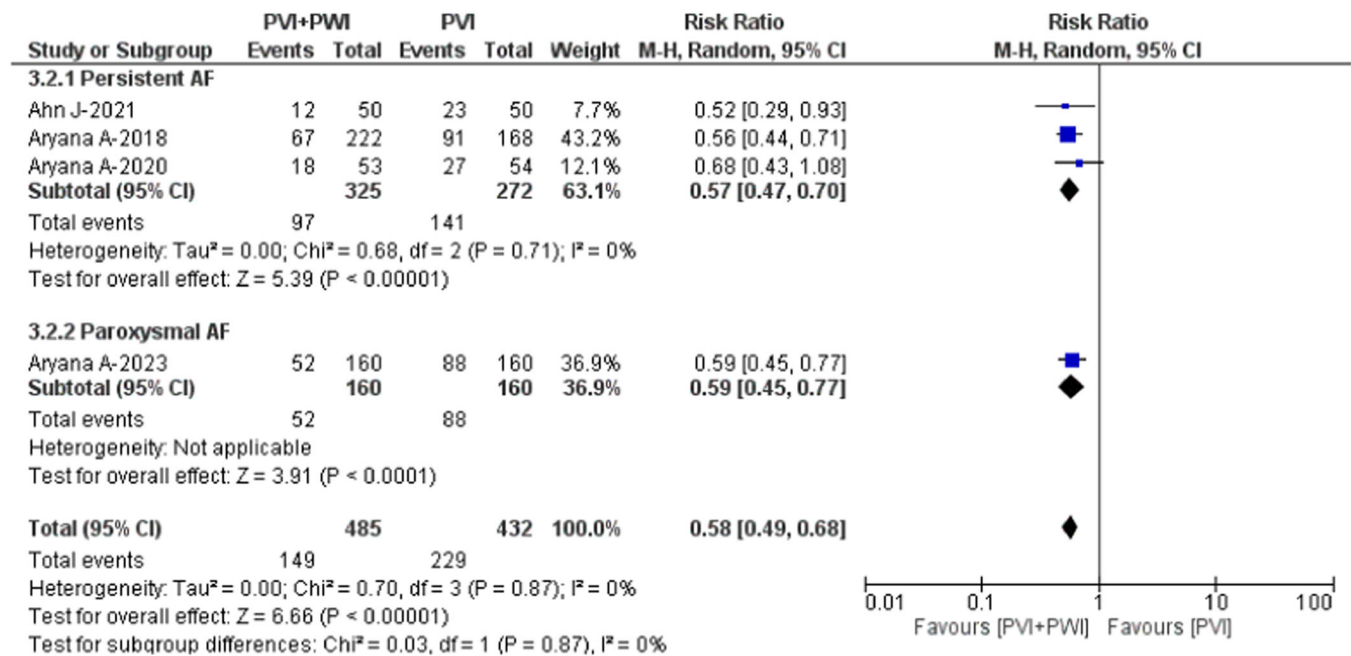 PVI+PWI PVI Risk Ratio Risk Ratio
Study or Subgroup Events Total Events Total Weight M-H, Random, 95% CI M-H, Random, 95% CI
3.2.1 Persistent AF
Ahn J-2021 12 50 23 50 7.7% 0.52 [0.29, 0.93]
Aryana A-2018 67 222 91 168 43.2% 0.56 [0.44, 0.71]
Aryana A-2020 18 53 27 54 12.1% 0.68 [0.43, 1.08]
Subtotal (95% CI) 325 272 63.1% 0.57 [0.47, 0.70]
Total events 97 141
Heterogeneity: Tau² = 0.00; Chi² = 0.68, df = 2 (P = 0.71); I² = 0%
Test for overall effect: Z = 5.39 (P < 0.00001)
3.2.2 Paroxysmal AF
Aryana A-2023 52 160 88 160 36.9% 0.59 [0.45, 0.77]
Subtotal (95% CI) 160 160 36.9% 0.59 [0.45, 0.77]
Total events 52 88
Heterogeneity: Not applicable
Test for overall effect: Z = 3.91 (P < 0.0001)
Total (95% CI) 485 432 100.0% 0.58 [0.49, 0.68]
Total events 149 229
Heterogeneity: Tau² = 0.00; Chi² = 0.70, df = 3 (P = 0.87); I² = 0%
Test for overall effect: Z = 6.66 (P < 0.00001)
Test for subgroup differences: Chi² = 0.03, df = 1 (P = 0.87), I² = 0%
0.01 0.1 1 10 100
Favours [PVI+PWI] Favours [PVI]